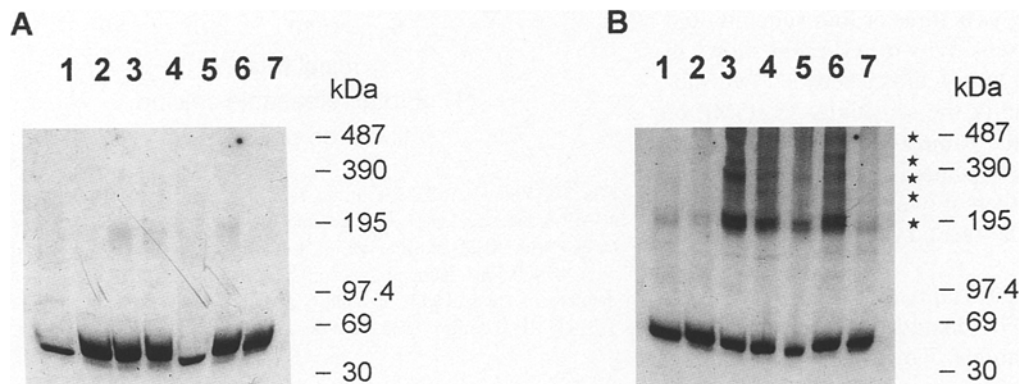 A
1 2 3 4 5 6 7
kDa
– 487
– 390
– 195
– 97.4
– 69
– 30
B
1 2 3 4 5 6 7
kDa
★ – 487
★ – 390
★
★
★ – 195
– 97.4
– 69
– 30